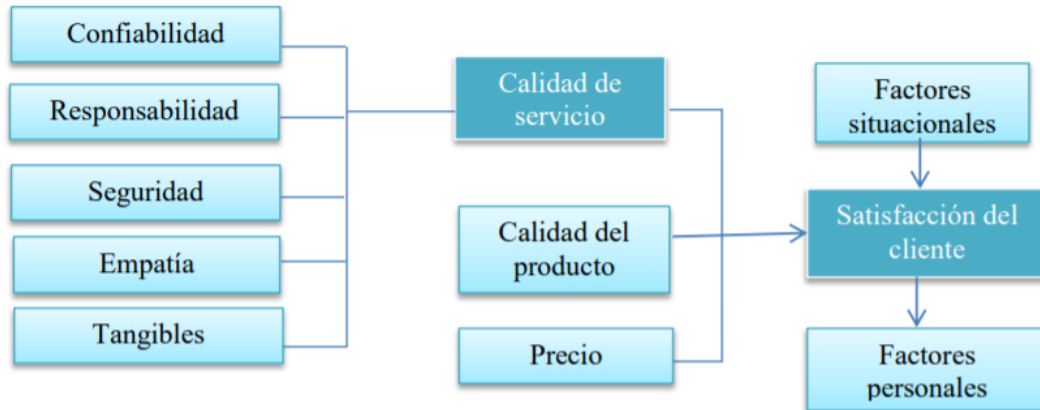 Confiabilidad
Responsabilidad
Seguridad
Empatía
Tangibles
Calidad de
servicio
Calidad del
producto
Precio
Factores
situacionales
Satisfacción del
cliente
Factores
personales